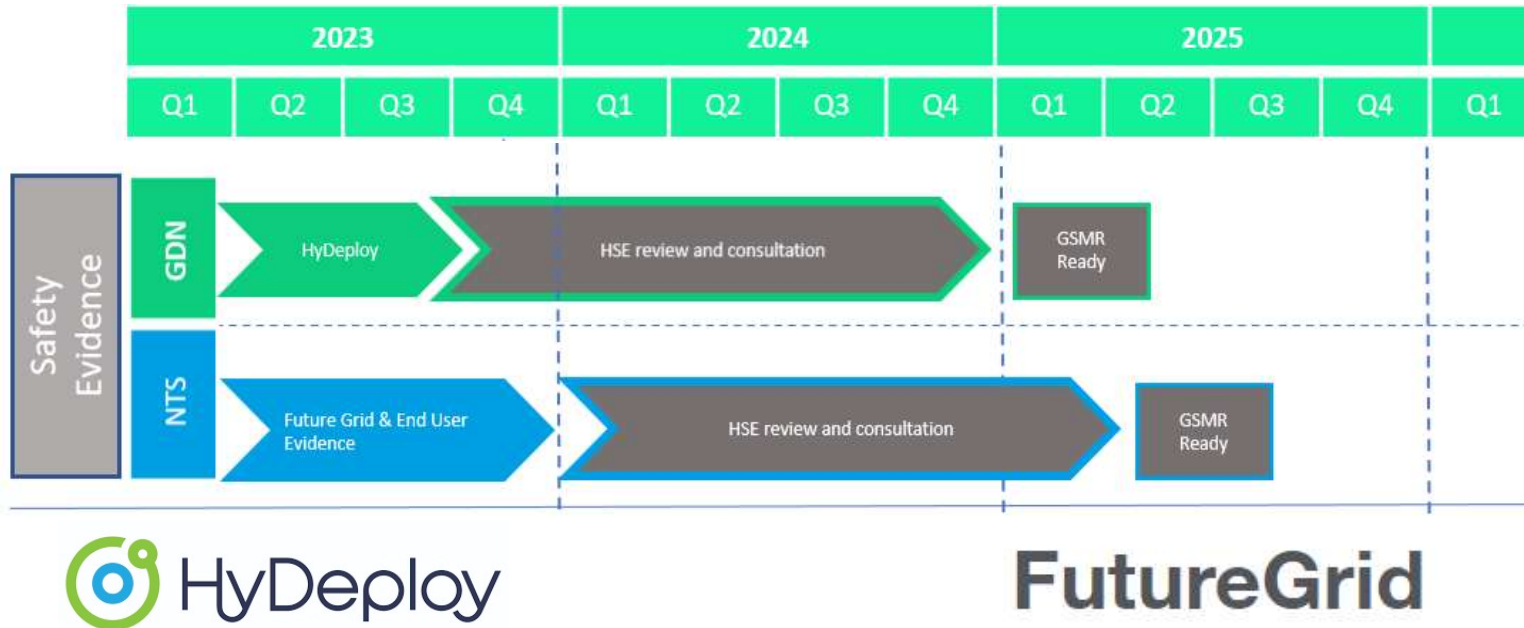 2023
2024
2025
Q1
Q2
Q3
Q4
Q1
Q2
Q3
Q4
Q1
Q2
Q3
Q4
Q1
Safety
Evidence
GDN
HyDeploy
HSE review and consultation
GSMR
Ready
NTS
Future Grid & End User
Evidence
HSE review and consultation
GSMR
Ready
HyDeploy
FutureGrid